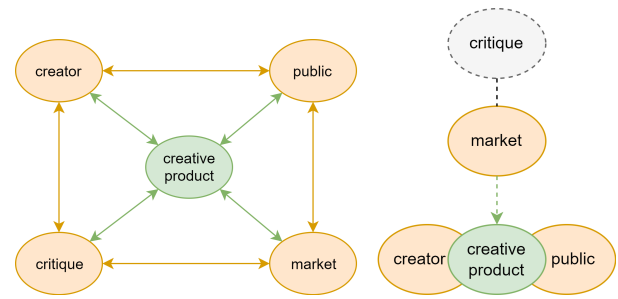 creator
public
creative
product
critique
market
critique
market
creator
creative
product
public